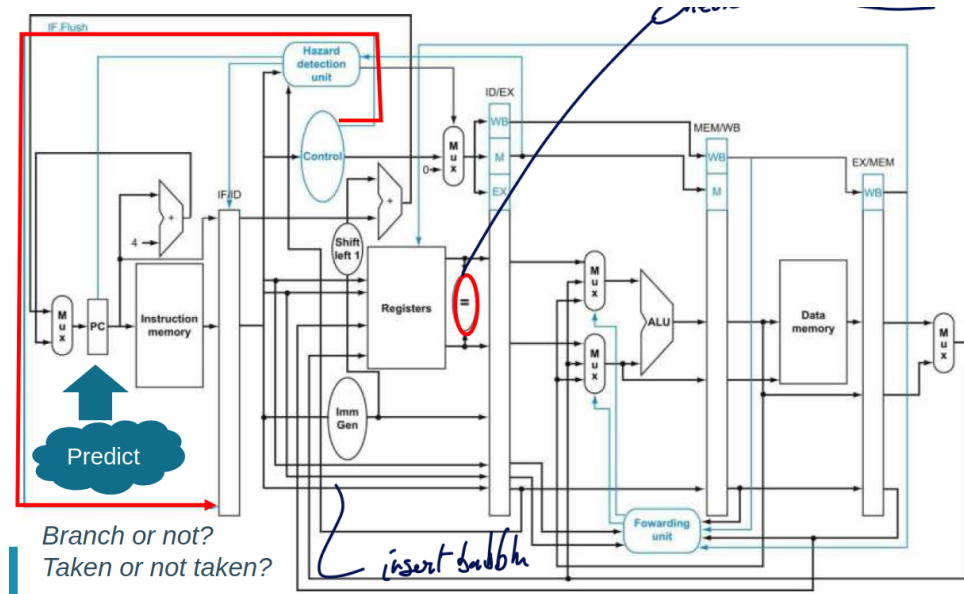 IF.Flush
Hazard
detection
unit
ID/EX
WB
MEM/WB
Control
M
u
x
0
M
WB
EX/MEM
EX
M
WB
IF/ID
+
+
4
Shift
left 1
M
u
x
PC
Instruction
memory
Registers
=
M
u
x
ALU
Data
memory
M
u
x
M
u
x
Imm
Gen
Predict
Fowarding
unit
Branch or not?
Taken or not taken?
insert